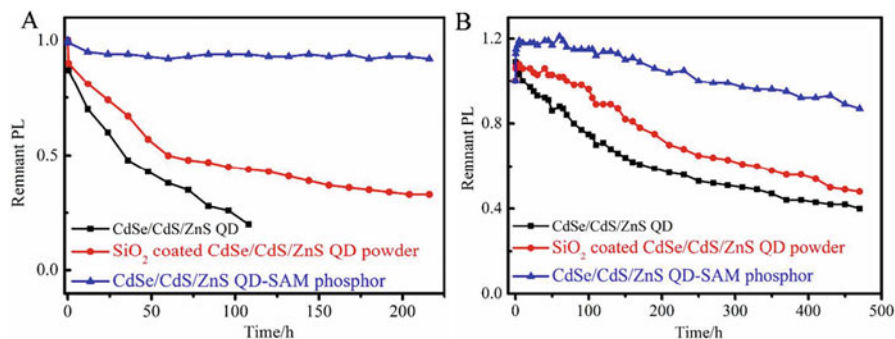 A
1.0
0.5
0.0
Remnant PL
CdSe/CdS/ZnS QD
SiO2 coated CdSe/CdS/ZnS QD powder
CdSe/CdS/ZnS QD-SAM phosphor
0 50 100 150 200
Time/h
B
1.2
0.8
0.4
0.0
Remnant PL
CdSe/CdS/ZnS QD
SiO2 coated CdSe/CdS/ZnS QD powder
CdSe/CdS/ZnS QD-SAM phosphor
0 100 200 300 400 500
Time/h